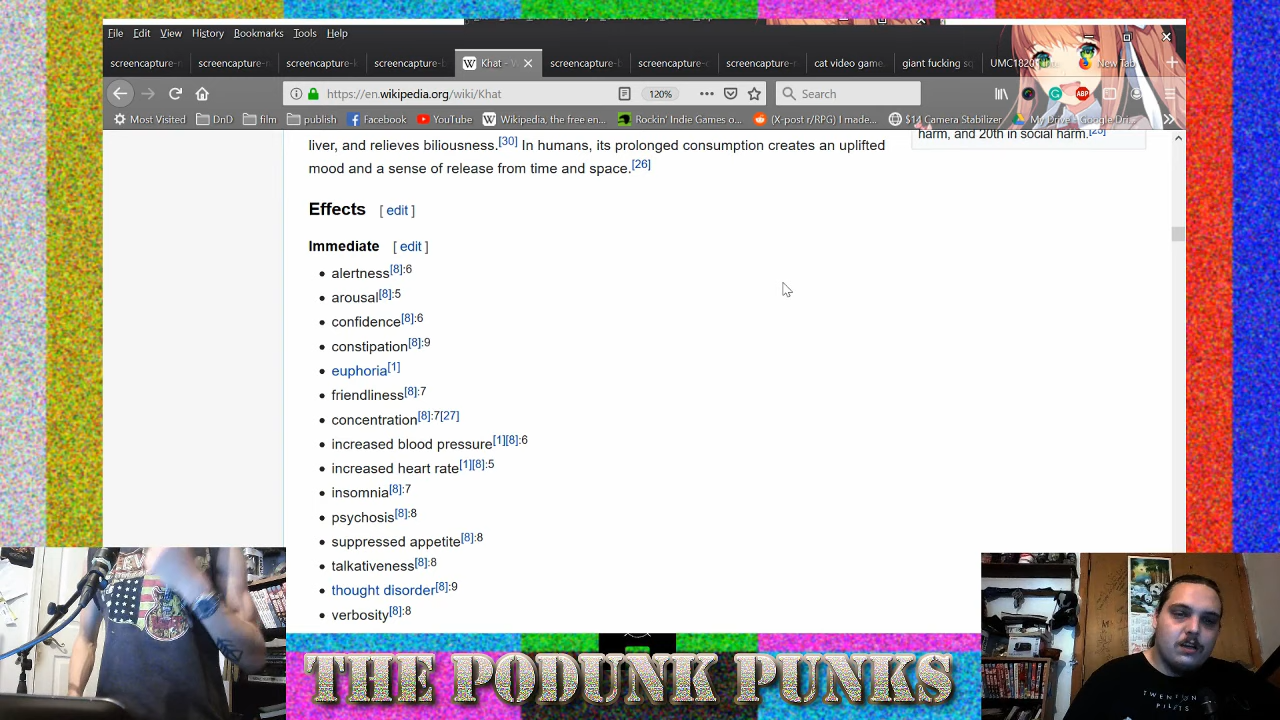 File Edit View History Bookmarks Tools Help
screencapture- screencapture- screencapture- screencapture- Khat - W screencapture- screencapture- screencapture- cat video game giant fucking sq UMC1820 New Tab
https://en.wikipedia.org/wiki/Khat 120% Search ABP
Most Visited DnD film publish Facebook YouTube Wikipedia, the free en... Rockin' Indie Games o... (X-post r/RPG) I made... $14 Camera Stabilizer My Drive - Google Dri...
harm, and 20th in social harm.
liver, and relieves biliousness.[30] In humans, its prolonged consumption creates an uplifted
mood and a sense of release from time and space.[26]
Effects [ edit ]
Immediate [ edit ]
• alertness[8]:6
• arousal[8]:5
• confidence[8]:6
• constipation[8]:9
• euphoria[1]
• friendliness[8]:7
• concentration[8]:7[27]
• increased blood pressure[1][8]:6
• increased heart rate[1][8]:5
• insomnia[8]:7
• psychosis[8]:8
• suppressed appetite[8]:8
• talkativeness[8]:8
• thought disorder[8]:9
• verbosity[8]:8
TWENTY
PILOTS
THE PODUNK PUNKS